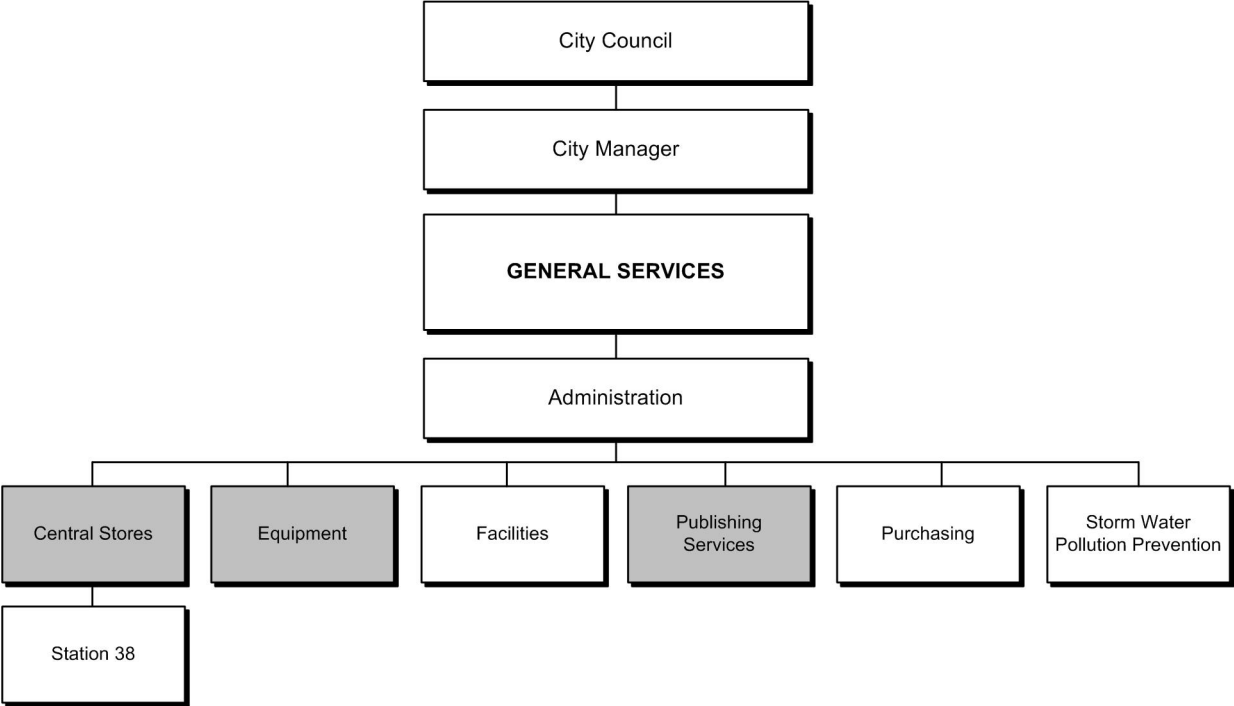 City Council
City Manager
GENERAL SERVICES
Administration
Central Stores
Equipment
Facilities
Publishing
Services
Purchasing
Storm Water
Pollution Prevention
Station 38